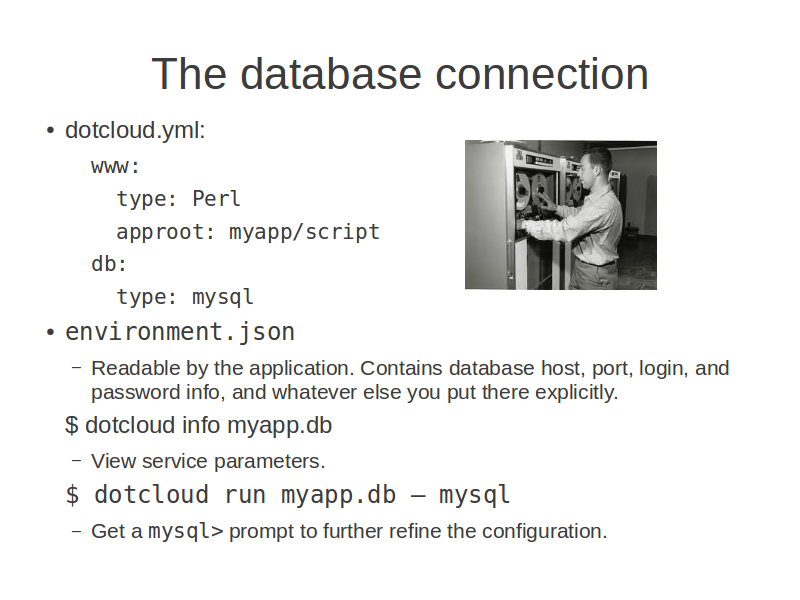 The database connection
• dotcloud.yml:
www:
type: Perl
approot: myapp/script
db:
type: mysql
• environment.json
– Readable by the application. Contains database host, port, login, and
password info, and whatever else you put there explicitly.
$ dotcloud info myapp.db
– View service parameters.
$ dotcloud run myapp.db – mysql
– Get a mysql> prompt to further refine the configuration.